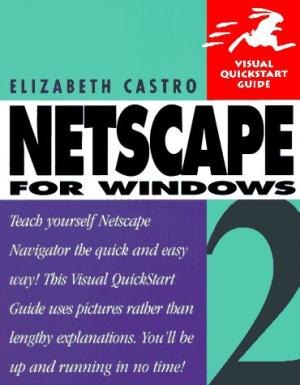 VISUAL
QUICKSTART
GUIDE
ELIZABETH CASTRO
NETSCAPE
FOR WINDOWS
2
Teach yourself Netscape
Navigator the quick and easy
way! This Visual QuickStart
Guide uses pictures rather than
lengthy explanations. You'll be
up and running in no time!